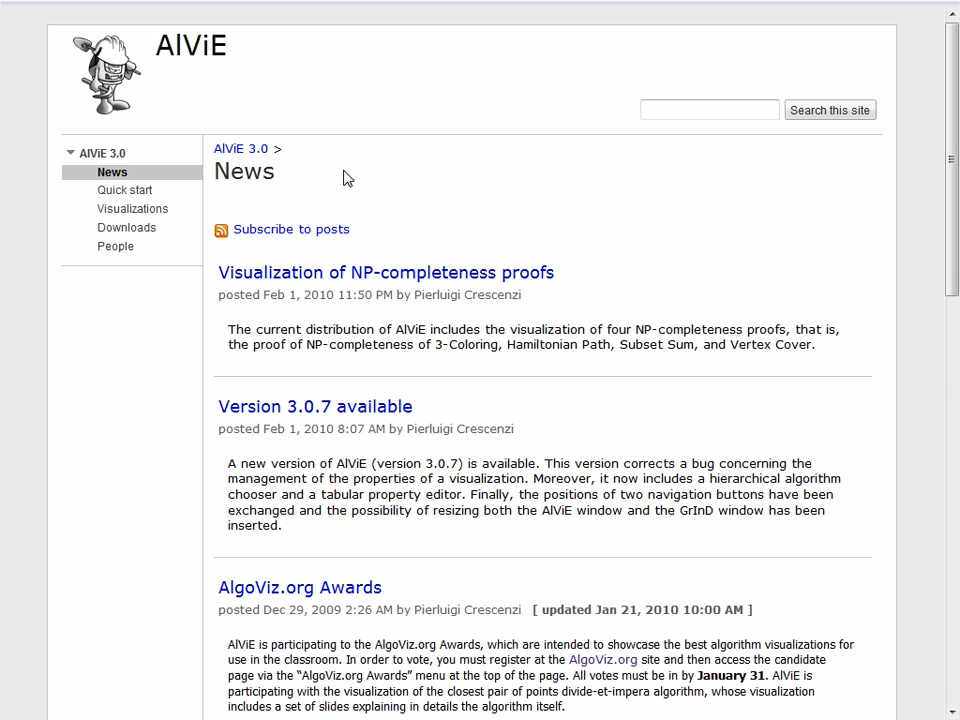 AlViE
Search this site
AlViE 3.0
News
Quick start
Visualizations
Downloads
People
AlViE 3.0 >
News
Subscribe to posts
Visualization of NP-completeness proofs
posted Feb 1, 2010 11:50 PM by Pierluigi Crescenzi
The current distribution of AlViE includes the visualization of four NP-completeness proofs, that is,
the proof of NP-completeness of 3-Coloring, Hamiltonian Path, Subset Sum, and Vertex Cover.
Version 3.0.7 available
posted Feb 1, 2010 8:07 AM by Pierluigi Crescenzi
A new version of AlViE (version 3.0.7) is available. This version corrects a bug concerning the
management of the properties of a visualization. Moreover, it now includes a hierarchical algorithm
chooser and a tabular property editor. Finally, the positions of two navigation buttons have been
exchanged and the possibility of resizing both the AlViE window and the GrInD window has been
inserted.
AlgoViz.org Awards
posted Dec 29, 2009 2:26 AM by Pierluigi Crescenzi [ updated Jan 21, 2010 10:00 AM ]
AlViE is participating to the AlgoViz.org Awards, which are intended to showcase the best algorithm visualizations for
use in the classroom. In order to vote, you must register at the AlgoViz.org site and then access the candidate
page via the “AlgoViz.org Awards” menu at the top of the page. All votes must be in by January 31. AlViE is
participating with the visualization of the closest pair of points divide-et-impera algorithm, whose visualization
includes a set of slides explaining in details the algorithm itself.